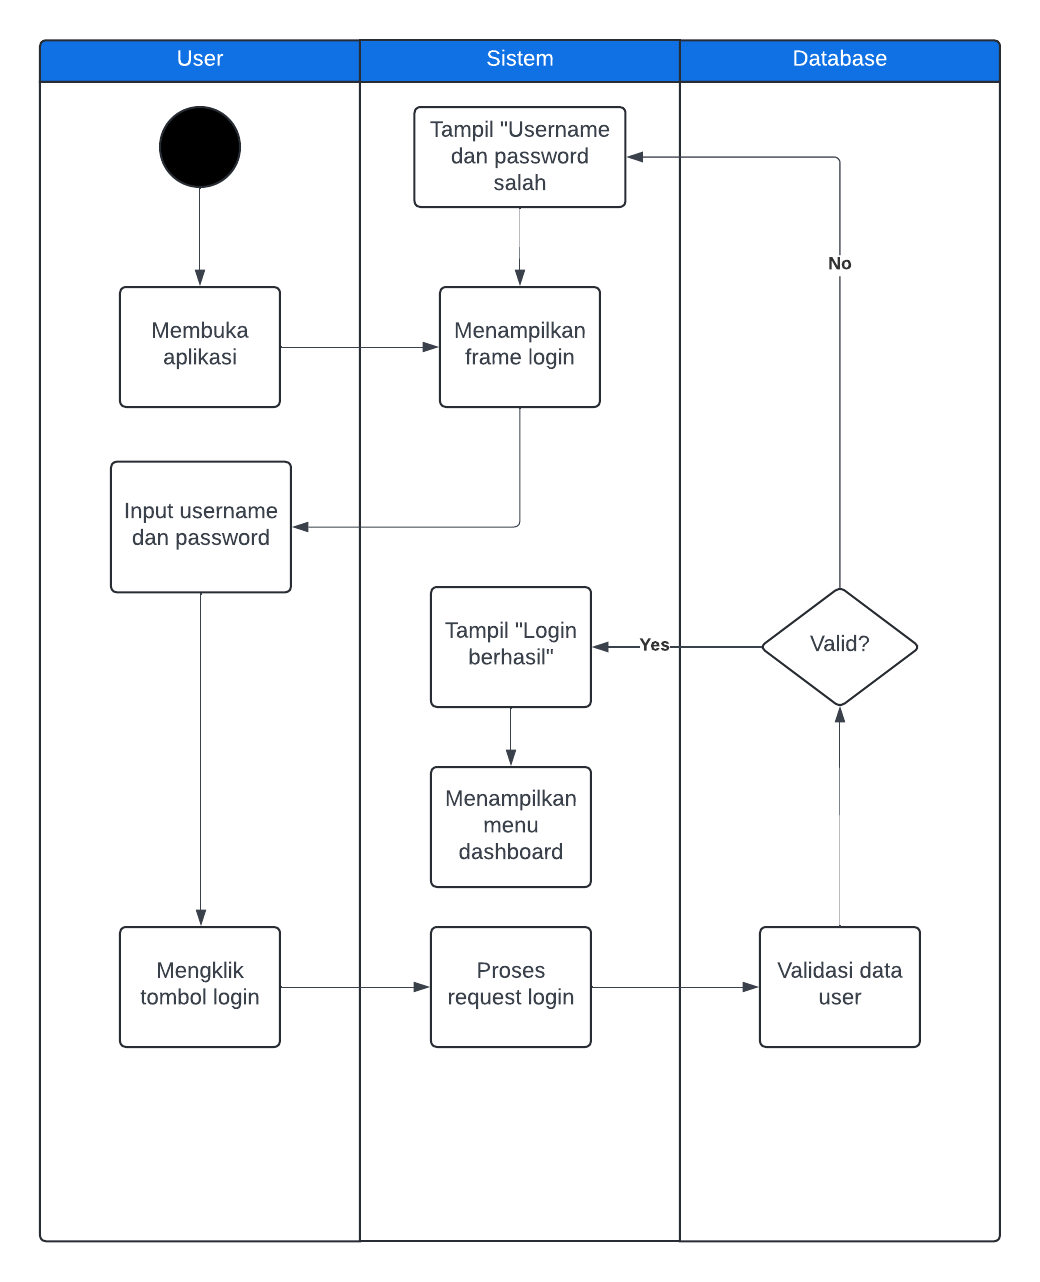 User
Sistem
Database
Tampil "Username
dan password
salah
No
Membuka
aplikasi
Menampilkan
frame login
Input username
dan password
Tampil "Login
berhasil"
Yes
Valid?
Menampilkan
menu
dashboard
Mengklik
tombol login
Proses
request login
Validasi data
user